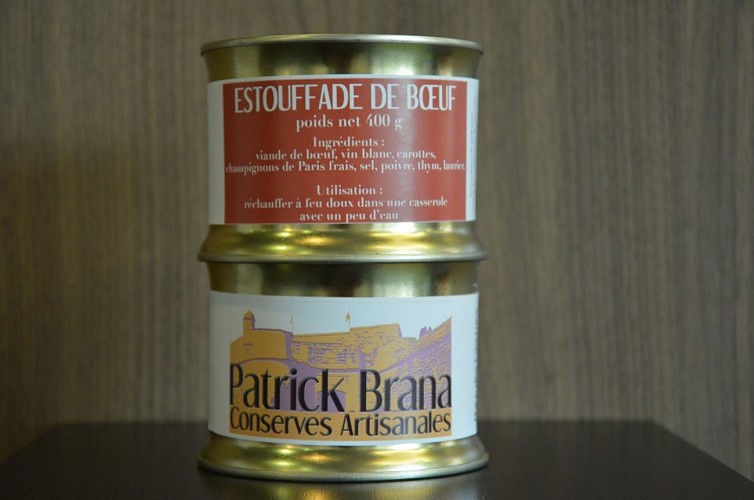 ESTOUFFADE DE BŒUF
poids net 400 g
Ingrédients :
viande de bœuf, vin blanc, carottes,
champignons de Paris frais, sel, poivre, thym, laurier.
Utilisation :
réchauffer à feu doux dans une casserole
avec un peu d'eau
Patrick Brana
Conserves Artisanales